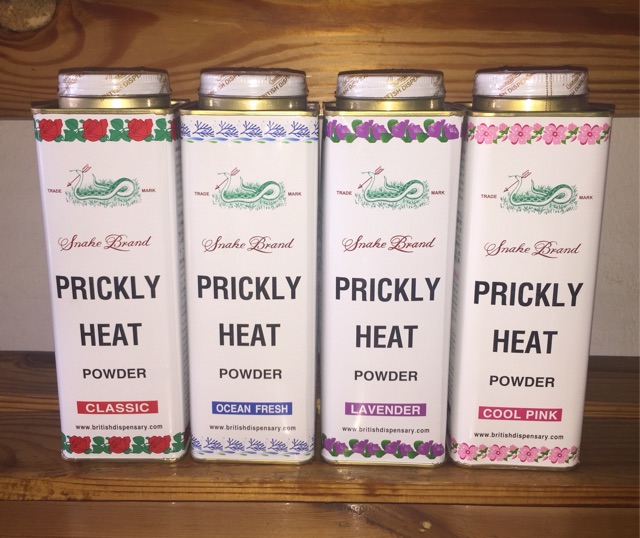 TRADE MARK
Snake Brand
PRICKLY
HEAT
POWDER
CLASSIC
www.britishdispensary.com
TRADE MARK
Snake Brand
PRICKLY
HEAT
POWDER
OCEAN FRESH
www.britishdispensary.com
TRADE MARK
Snake Brand
PRICKLY
HEAT
POWDER
LAVENDER
www.britishdispensary.com
TRADE MARK
Snake Brand
PRICKLY
HEAT
POWDER
COOL PINK
www.britishdispensary.com